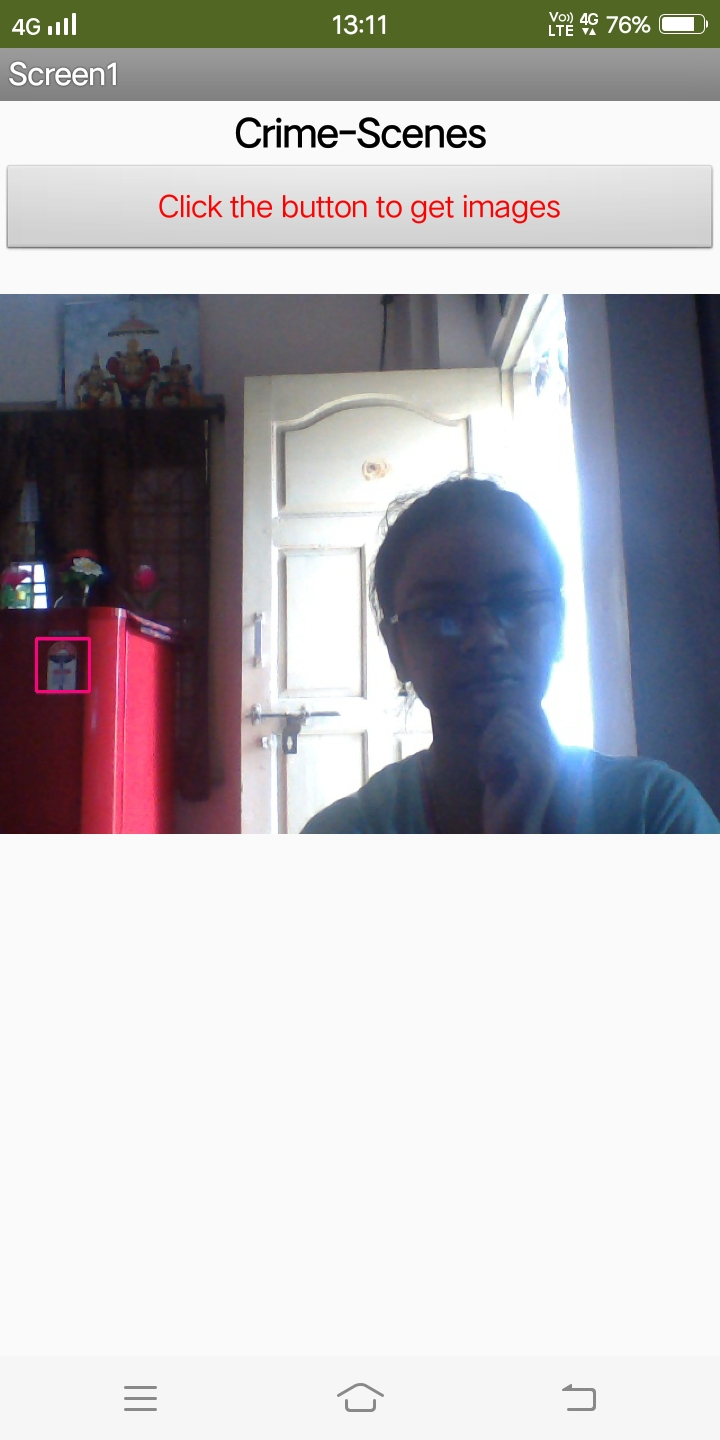 4G 13:11 Vo)) LTE 4G 76%
Screen1
Crime-Scenes
Click the button to get images